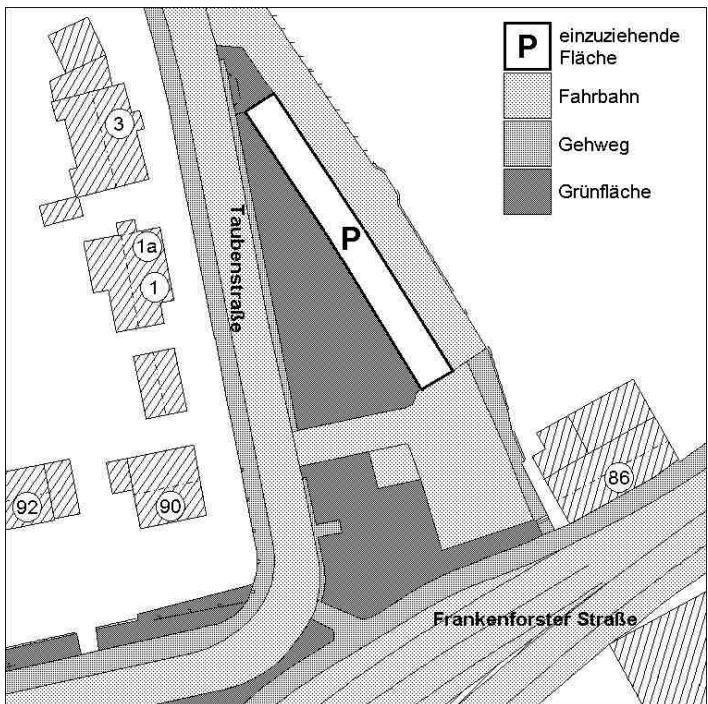 P
einzuziehende
Fläche
Fahrbahn
Gehweg
Grünfläche
3
1a
1
Taubenstraße
P
92
90
86
Frankenforster Straße